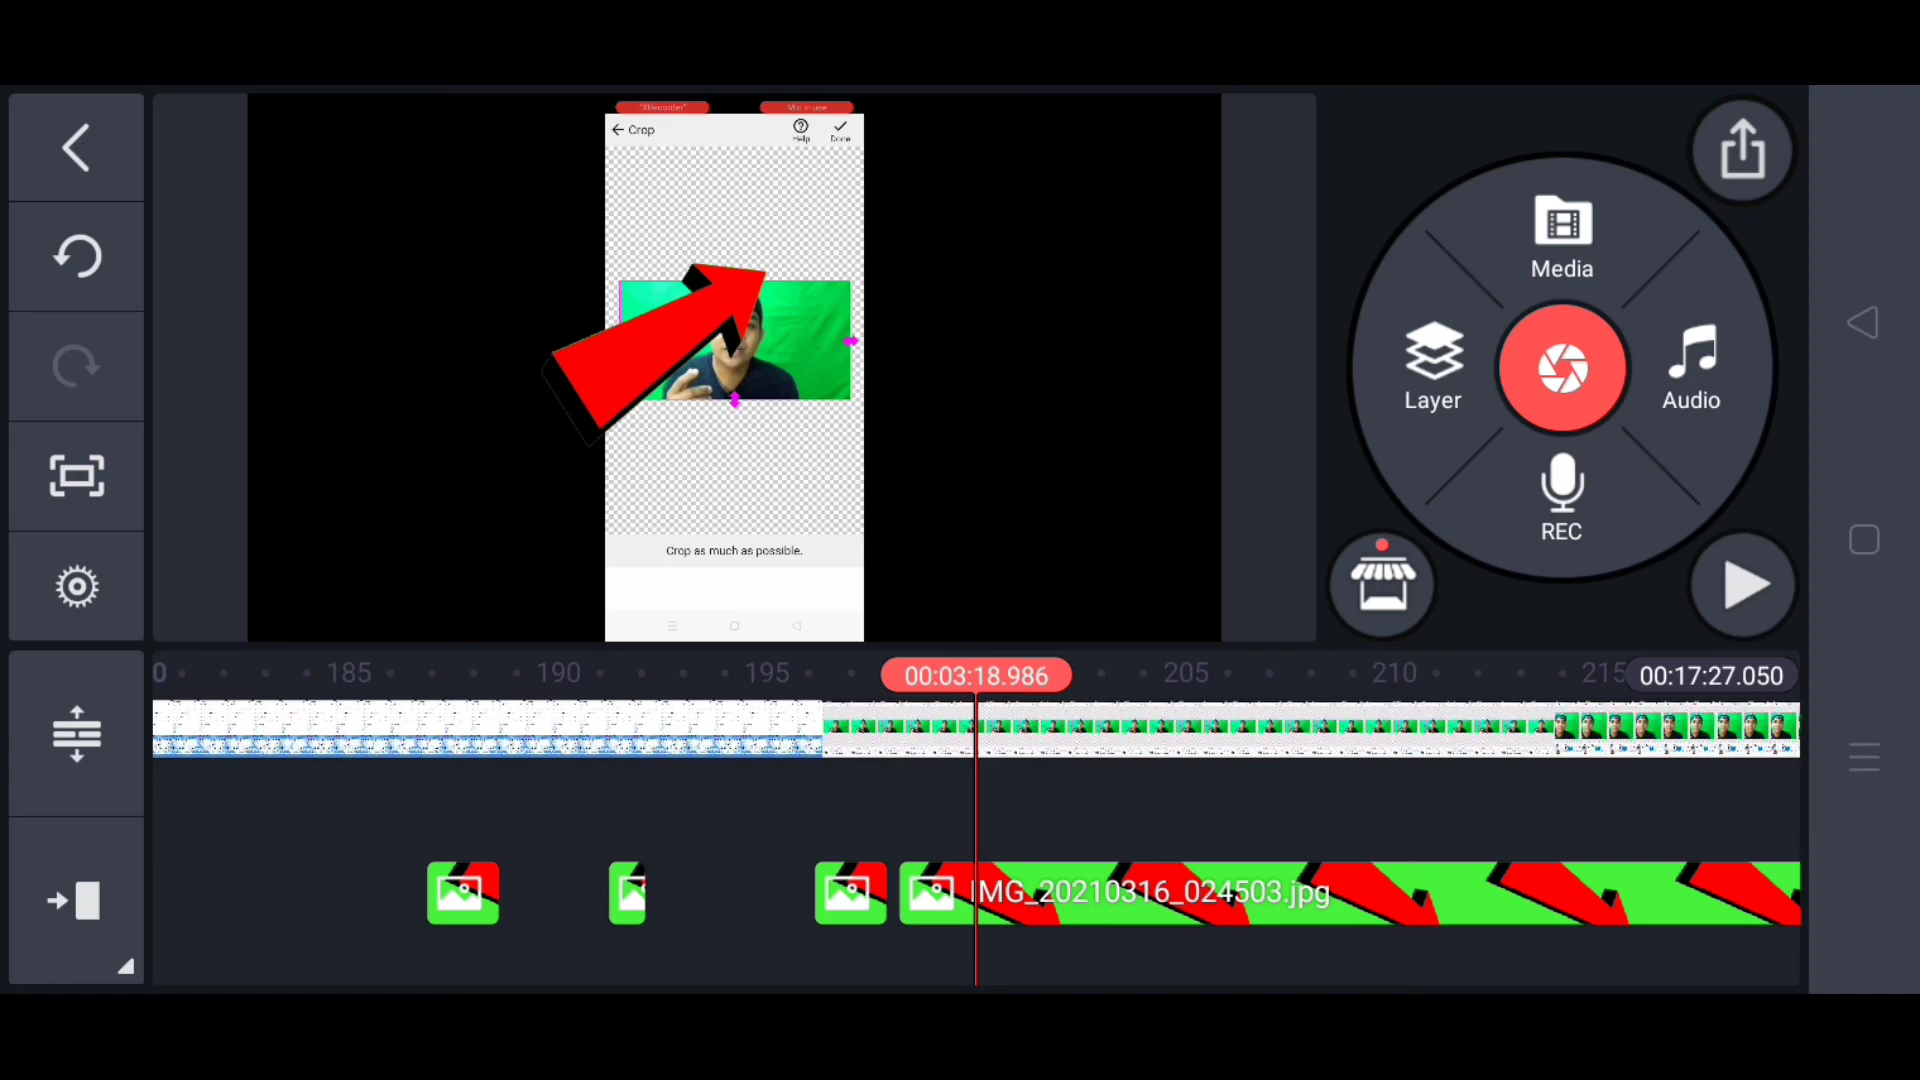 "XRecorder"
Mic in use
Crop
Help
Done
Crop as much as possible.
Media
Layer
Audio
REC
0
185
190
195
00:03:18.986
205
210
215
00:17:27.050
IMG_20210316_024503.jpg